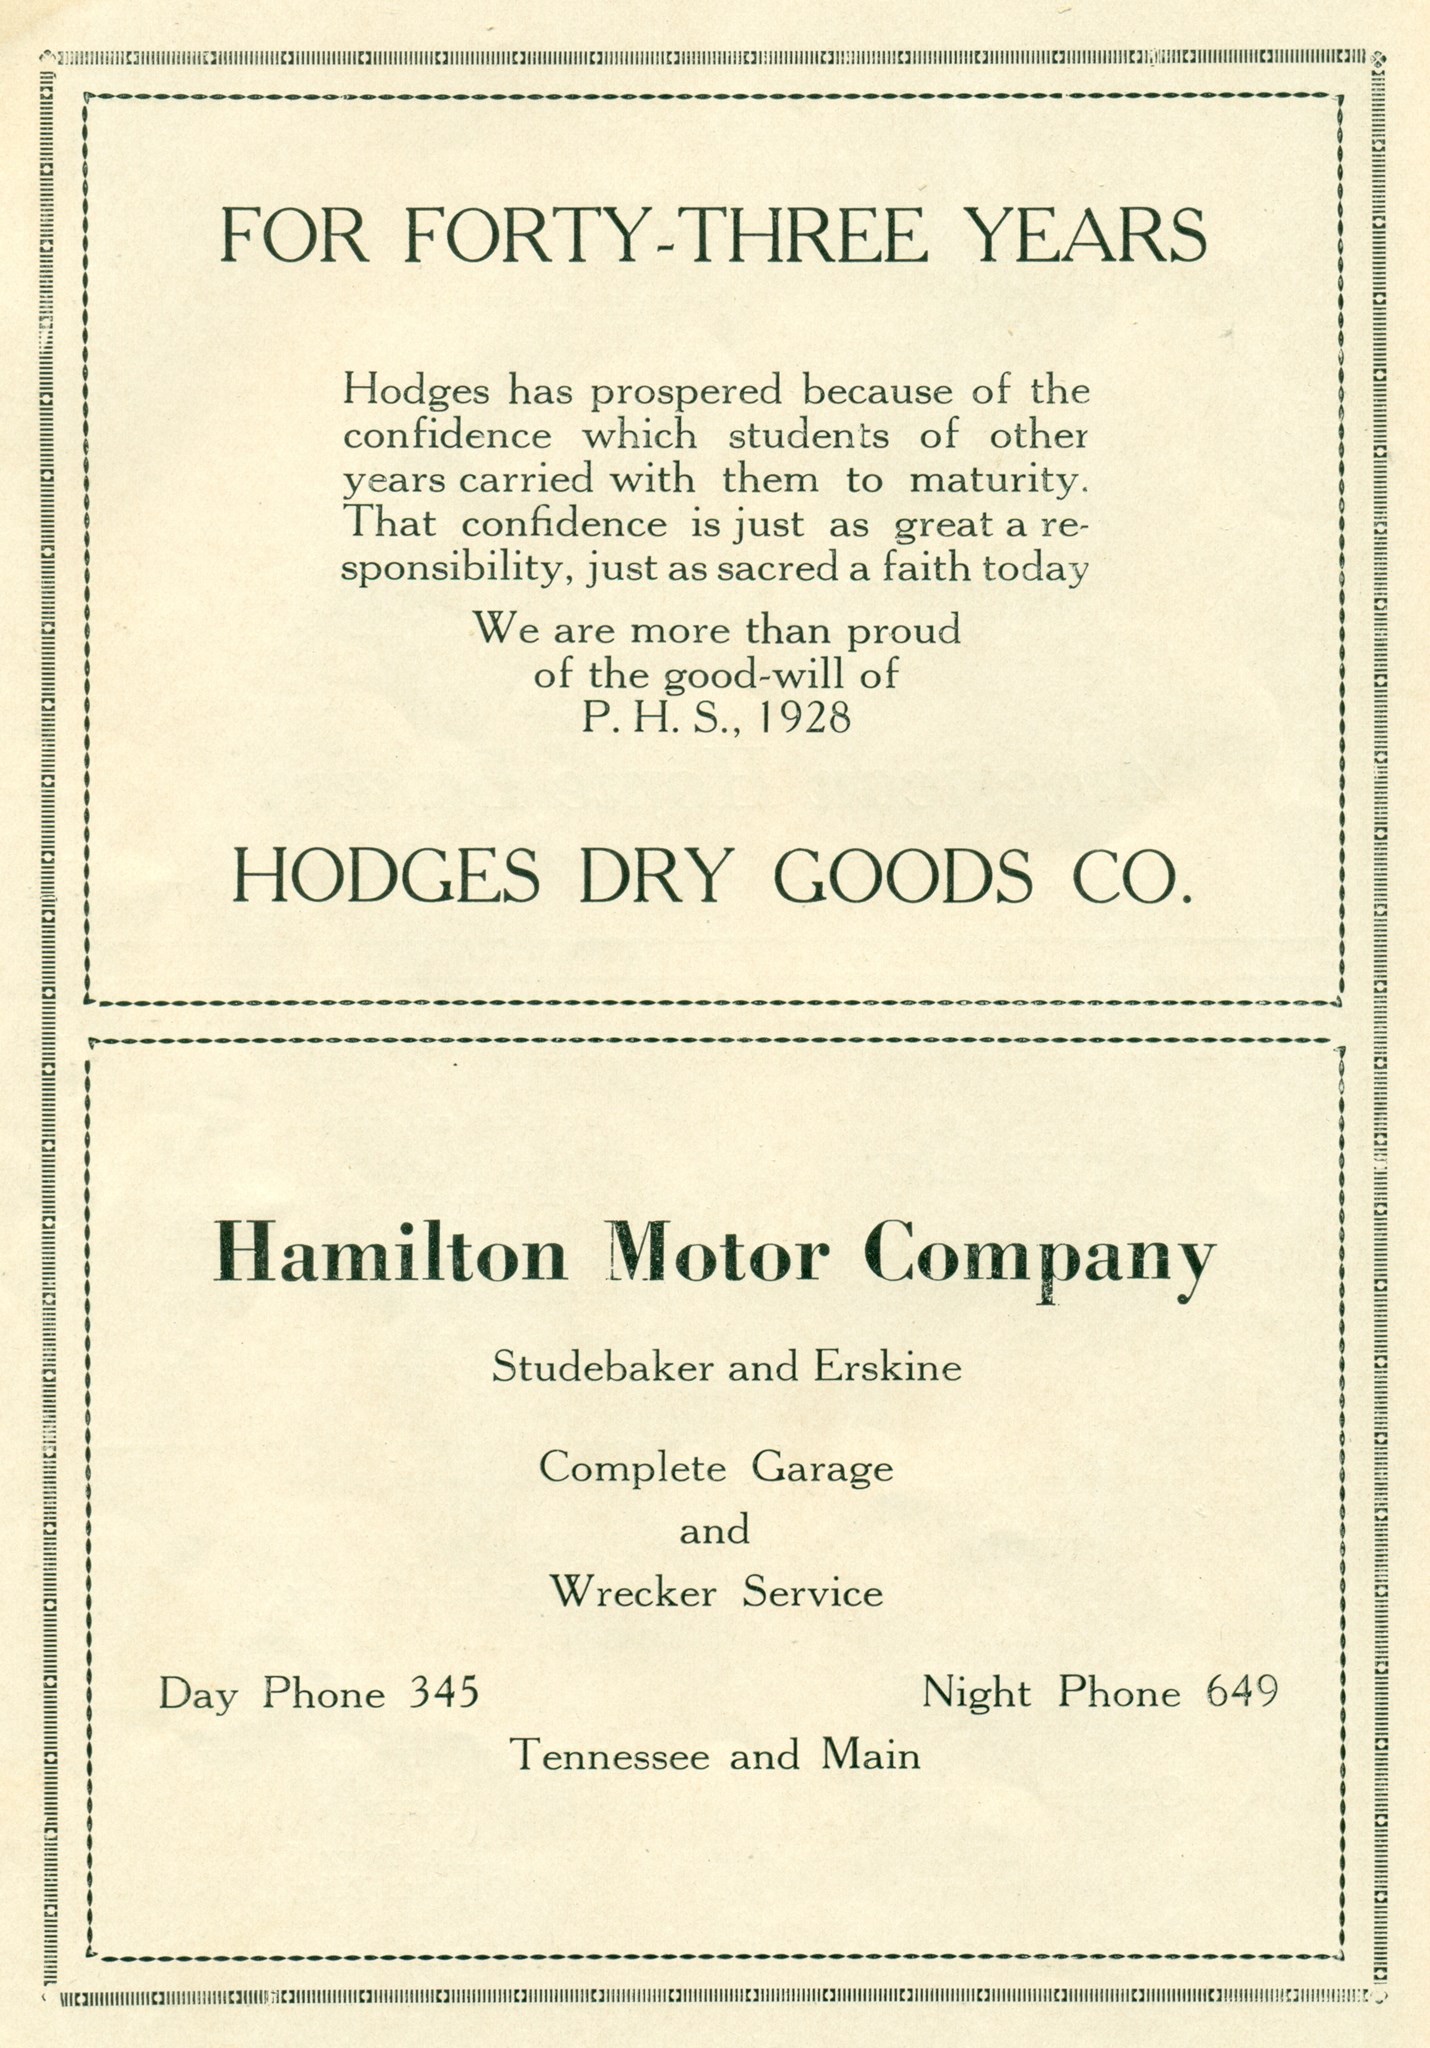 FOR FORTY-THREE YEARS
Hodges has prospered because of the
confidence which students of other
years carried with them to maturity.
That confidence is just as great a re-
sponsibility, just as sacred a faith today
We are more than proud
of the good-will of
P. H. S., 1928
HODGES DRY GOODS CO.
Hamilton Motor Company
Studebaker and Erskine
Complete Garage
and
Wrecker Service
Day Phone 345 Night Phone 649
Tennessee and Main